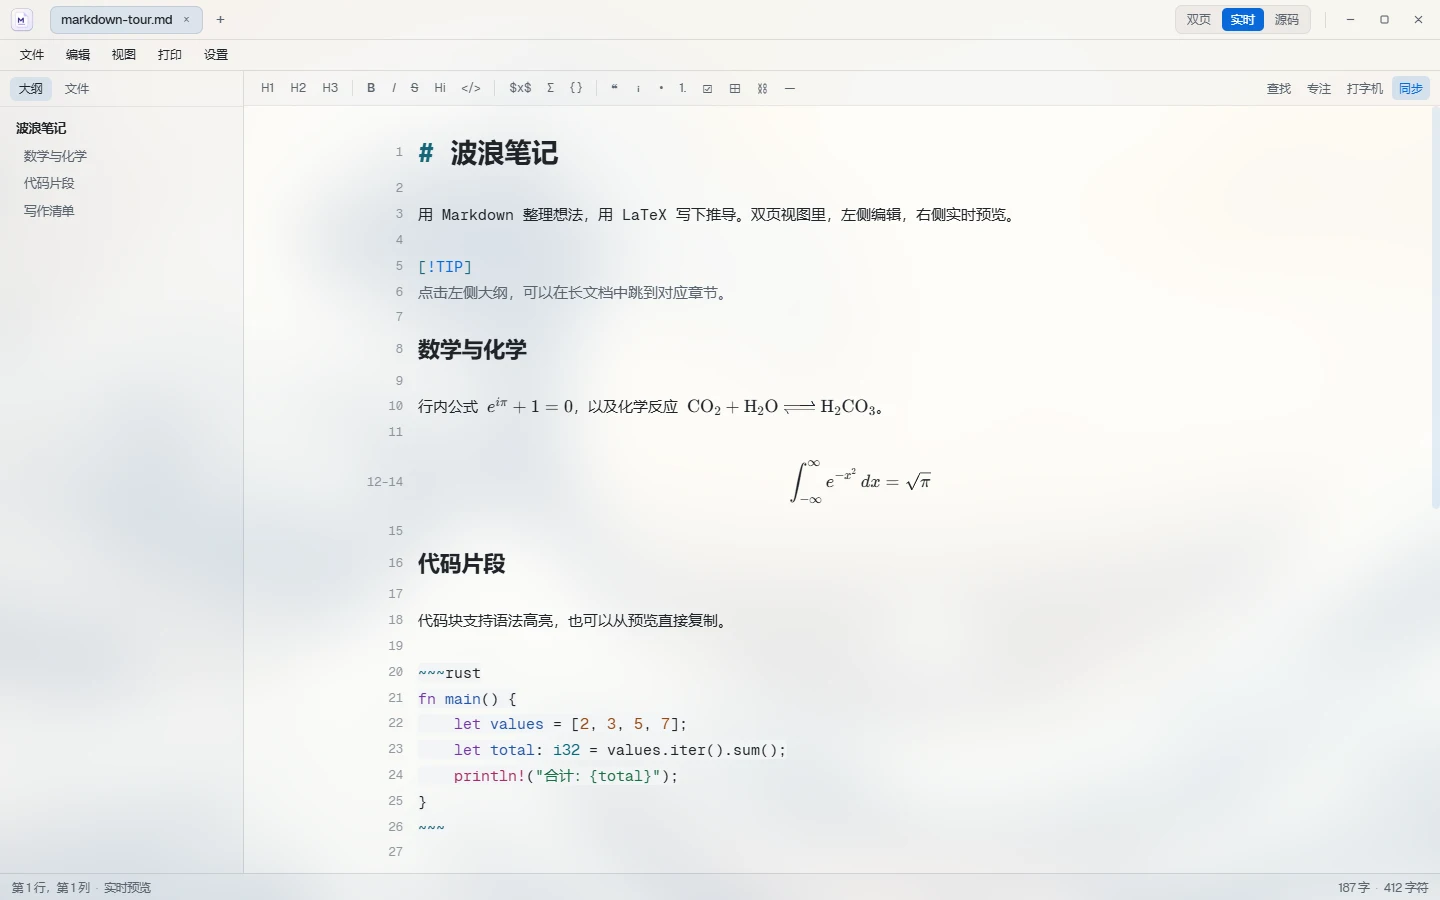 M markdown-tour.md × + 双页 实时 源码
文件 编辑 视图 打印 设置
大纲 文件 H1 H2 H3 B I S Hi </> $x$ Σ {} ❝ i • 1. ☑ ⊞ — 查找 专注 打字机 同步
波浪笔记
数学与化学
代码片段
写作清单
1 # 波浪笔记
2
3 用 Markdown 整理想法，用 LaTeX 写下推导。双页视图里，左侧编辑，右侧实时预览。
4
5 [!TIP]
6 点击左侧大纲，可以在长文档中跳到对应章节。
7
8 数学与化学
9
10 行内公式 e^{iπ} + 1 = 0，以及化学反应 CO₂ + H₂O ⇌ H₂CO₃。
11
12-14 ∫_{-∞}^{∞} e^{-x²} dx = √π
15
16 代码片段
17
18 代码块支持语法高亮，也可以从预览直接复制。
19
20 ~~~rust
21 fn main() {
22     let values = [2, 3, 5, 7];
23     let total: i32 = values.iter().sum();
24     println!("合计：{total}");
25 }
26 ~~~
27
第 1 行，第 1 列 · 实时预览 187 字 · 412 字符